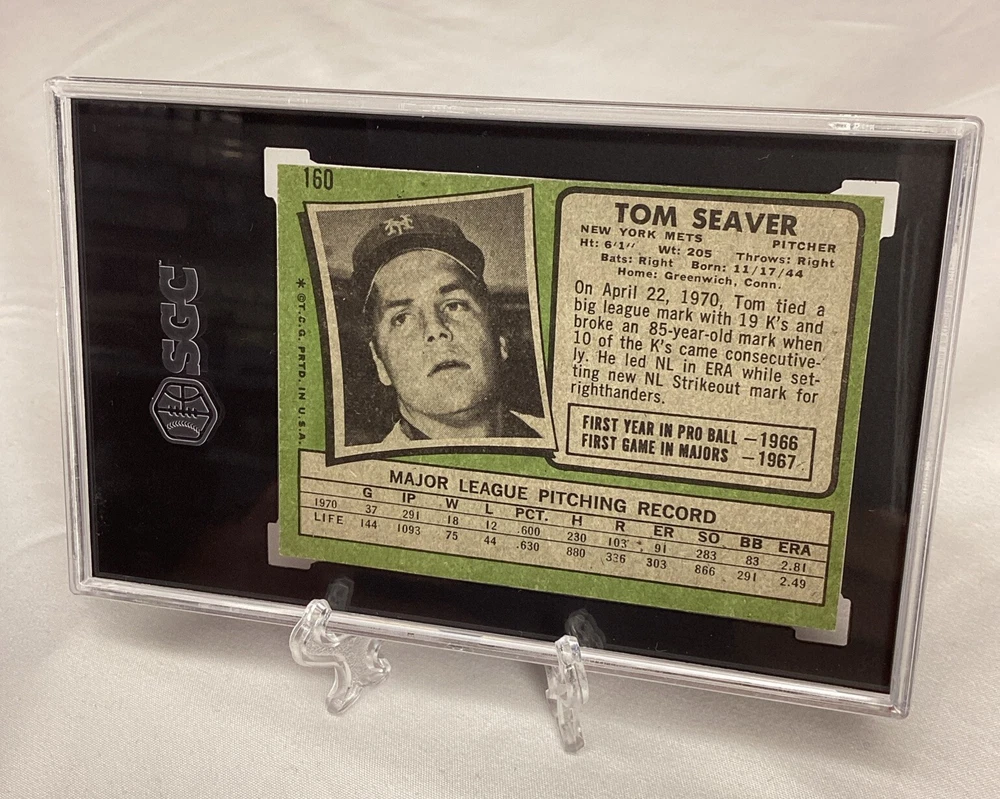 SGC
160
* ©T.C.G. PRTD. IN U.S.A.
NY
TOM SEAVER
NEW YORK METS PITCHER
Ht: 6'1" Wt: 205 Throws: Right
Bats: Right Born: 11/17/44
Home: Greenwich, Conn.
On April 22, 1970, Tom tied a
big league mark with 19 K's and
broke an 85-year-old mark when
10 of the K's came consecutive-
ly. He led NL in ERA while set-
ting new NL Strikeout mark for
righthanders.
FIRST YEAR IN PRO BALL —1966
FIRST GAME IN MAJORS —1967
MAJOR LEAGUE PITCHING RECORD
G IP W L PCT. H R ER SO BB ERA
1970 37 291 18 12 .600 230 103 91 283 83 2.81
LIFE 144 1093 75 44 .630 880 336 303 866 291 2.49